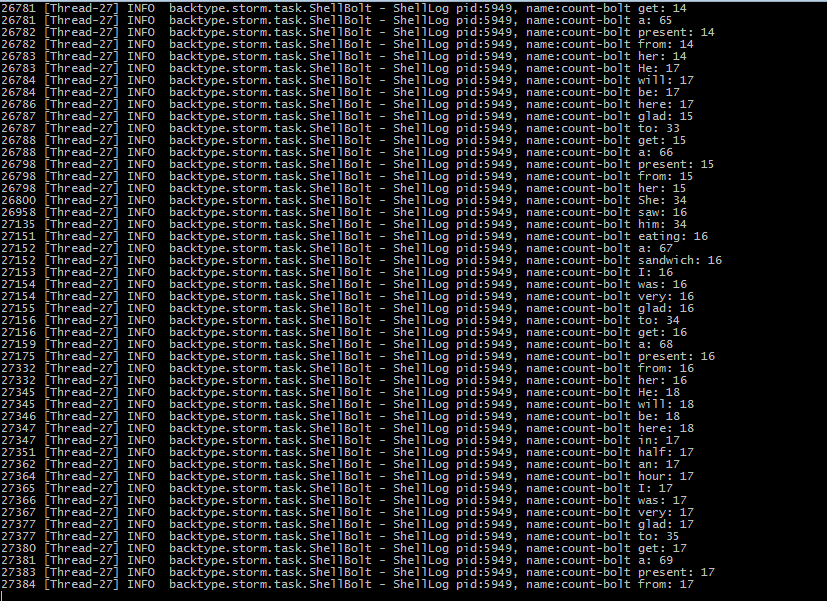 26781 [Thread-27] INFO  backtype.storm.task.ShellBolt - ShellLog pid:5949, name:count-bolt get: 14
26781 [Thread-27] INFO  backtype.storm.task.ShellBolt - ShellLog pid:5949, name:count-bolt a: 65
26782 [Thread-27] INFO  backtype.storm.task.ShellBolt - ShellLog pid:5949, name:count-bolt present: 14
26782 [Thread-27] INFO  backtype.storm.task.ShellBolt - ShellLog pid:5949, name:count-bolt from: 14
26783 [Thread-27] INFO  backtype.storm.task.ShellBolt - ShellLog pid:5949, name:count-bolt her: 14
26783 [Thread-27] INFO  backtype.storm.task.ShellBolt - ShellLog pid:5949, name:count-bolt He: 17
26784 [Thread-27] INFO  backtype.storm.task.ShellBolt - ShellLog pid:5949, name:count-bolt will: 17
26784 [Thread-27] INFO  backtype.storm.task.ShellBolt - ShellLog pid:5949, name:count-bolt be: 17
26786 [Thread-27] INFO  backtype.storm.task.ShellBolt - ShellLog pid:5949, name:count-bolt here: 17
26787 [Thread-27] INFO  backtype.storm.task.ShellBolt - ShellLog pid:5949, name:count-bolt glad: 15
26787 [Thread-27] INFO  backtype.storm.task.ShellBolt - ShellLog pid:5949, name:count-bolt to: 33
26788 [Thread-27] INFO  backtype.storm.task.ShellBolt - ShellLog pid:5949, name:count-bolt get: 15
26788 [Thread-27] INFO  backtype.storm.task.ShellBolt - ShellLog pid:5949, name:count-bolt a: 66
26798 [Thread-27] INFO  backtype.storm.task.ShellBolt - ShellLog pid:5949, name:count-bolt present: 15
26798 [Thread-27] INFO  backtype.storm.task.ShellBolt - ShellLog pid:5949, name:count-bolt from: 15
26798 [Thread-27] INFO  backtype.storm.task.ShellBolt - ShellLog pid:5949, name:count-bolt her: 15
26800 [Thread-27] INFO  backtype.storm.task.ShellBolt - ShellLog pid:5949, name:count-bolt She: 34
26958 [Thread-27] INFO  backtype.storm.task.ShellBolt - ShellLog pid:5949, name:count-bolt saw: 16
27135 [Thread-27] INFO  backtype.storm.task.ShellBolt - ShellLog pid:5949, name:count-bolt him: 34
27151 [Thread-27] INFO  backtype.storm.task.ShellBolt - ShellLog pid:5949, name:count-bolt eating: 16
27152 [Thread-27] INFO  backtype.storm.task.ShellBolt - ShellLog pid:5949, name:count-bolt a: 67
27152 [Thread-27] INFO  backtype.storm.task.ShellBolt - ShellLog pid:5949, name:count-bolt sandwich: 16
27153 [Thread-27] INFO  backtype.storm.task.ShellBolt - ShellLog pid:5949, name:count-bolt I: 16
27154 [Thread-27] INFO  backtype.storm.task.ShellBolt - ShellLog pid:5949, name:count-bolt was: 16
27154 [Thread-27] INFO  backtype.storm.task.ShellBolt - ShellLog pid:5949, name:count-bolt very: 16
27155 [Thread-27] INFO  backtype.storm.task.ShellBolt - ShellLog pid:5949, name:count-bolt glad: 16
27156 [Thread-27] INFO  backtype.storm.task.ShellBolt - ShellLog pid:5949, name:count-bolt to: 34
27156 [Thread-27] INFO  backtype.storm.task.ShellBolt - ShellLog pid:5949, name:count-bolt get: 16
27159 [Thread-27] INFO  backtype.storm.task.ShellBolt - ShellLog pid:5949, name:count-bolt a: 68
27175 [Thread-27] INFO  backtype.storm.task.ShellBolt - ShellLog pid:5949, name:count-bolt present: 16
27332 [Thread-27] INFO  backtype.storm.task.ShellBolt - ShellLog pid:5949, name:count-bolt from: 16
27332 [Thread-27] INFO  backtype.storm.task.ShellBolt - ShellLog pid:5949, name:count-bolt her: 16
27345 [Thread-27] INFO  backtype.storm.task.ShellBolt - ShellLog pid:5949, name:count-bolt He: 18
27345 [Thread-27] INFO  backtype.storm.task.ShellBolt - ShellLog pid:5949, name:count-bolt will: 18
27346 [Thread-27] INFO  backtype.storm.task.ShellBolt - ShellLog pid:5949, name:count-bolt be: 18
27347 [Thread-27] INFO  backtype.storm.task.ShellBolt - ShellLog pid:5949, name:count-bolt here: 18
27347 [Thread-27] INFO  backtype.storm.task.ShellBolt - ShellLog pid:5949, name:count-bolt in: 17
27351 [Thread-27] INFO  backtype.storm.task.ShellBolt - ShellLog pid:5949, name:count-bolt half: 17
27362 [Thread-27] INFO  backtype.storm.task.ShellBolt - ShellLog pid:5949, name:count-bolt an: 17
27364 [Thread-27] INFO  backtype.storm.task.ShellBolt - ShellLog pid:5949, name:count-bolt hour: 17
27365 [Thread-27] INFO  backtype.storm.task.ShellBolt - ShellLog pid:5949, name:count-bolt I: 17
27366 [Thread-27] INFO  backtype.storm.task.ShellBolt - ShellLog pid:5949, name:count-bolt was: 17
27367 [Thread-27] INFO  backtype.storm.task.ShellBolt - ShellLog pid:5949, name:count-bolt very: 17
27377 [Thread-27] INFO  backtype.storm.task.ShellBolt - ShellLog pid:5949, name:count-bolt glad: 17
27377 [Thread-27] INFO  backtype.storm.task.ShellBolt - ShellLog pid:5949, name:count-bolt to: 35
27380 [Thread-27] INFO  backtype.storm.task.ShellBolt - ShellLog pid:5949, name:count-bolt get: 17
27381 [Thread-27] INFO  backtype.storm.task.ShellBolt - ShellLog pid:5949, name:count-bolt a: 69
27383 [Thread-27] INFO  backtype.storm.task.ShellBolt - ShellLog pid:5949, name:count-bolt present: 17
27384 [Thread-27] INFO  backtype.storm.task.ShellBolt - ShellLog pid:5949, name:count-bolt from: 17